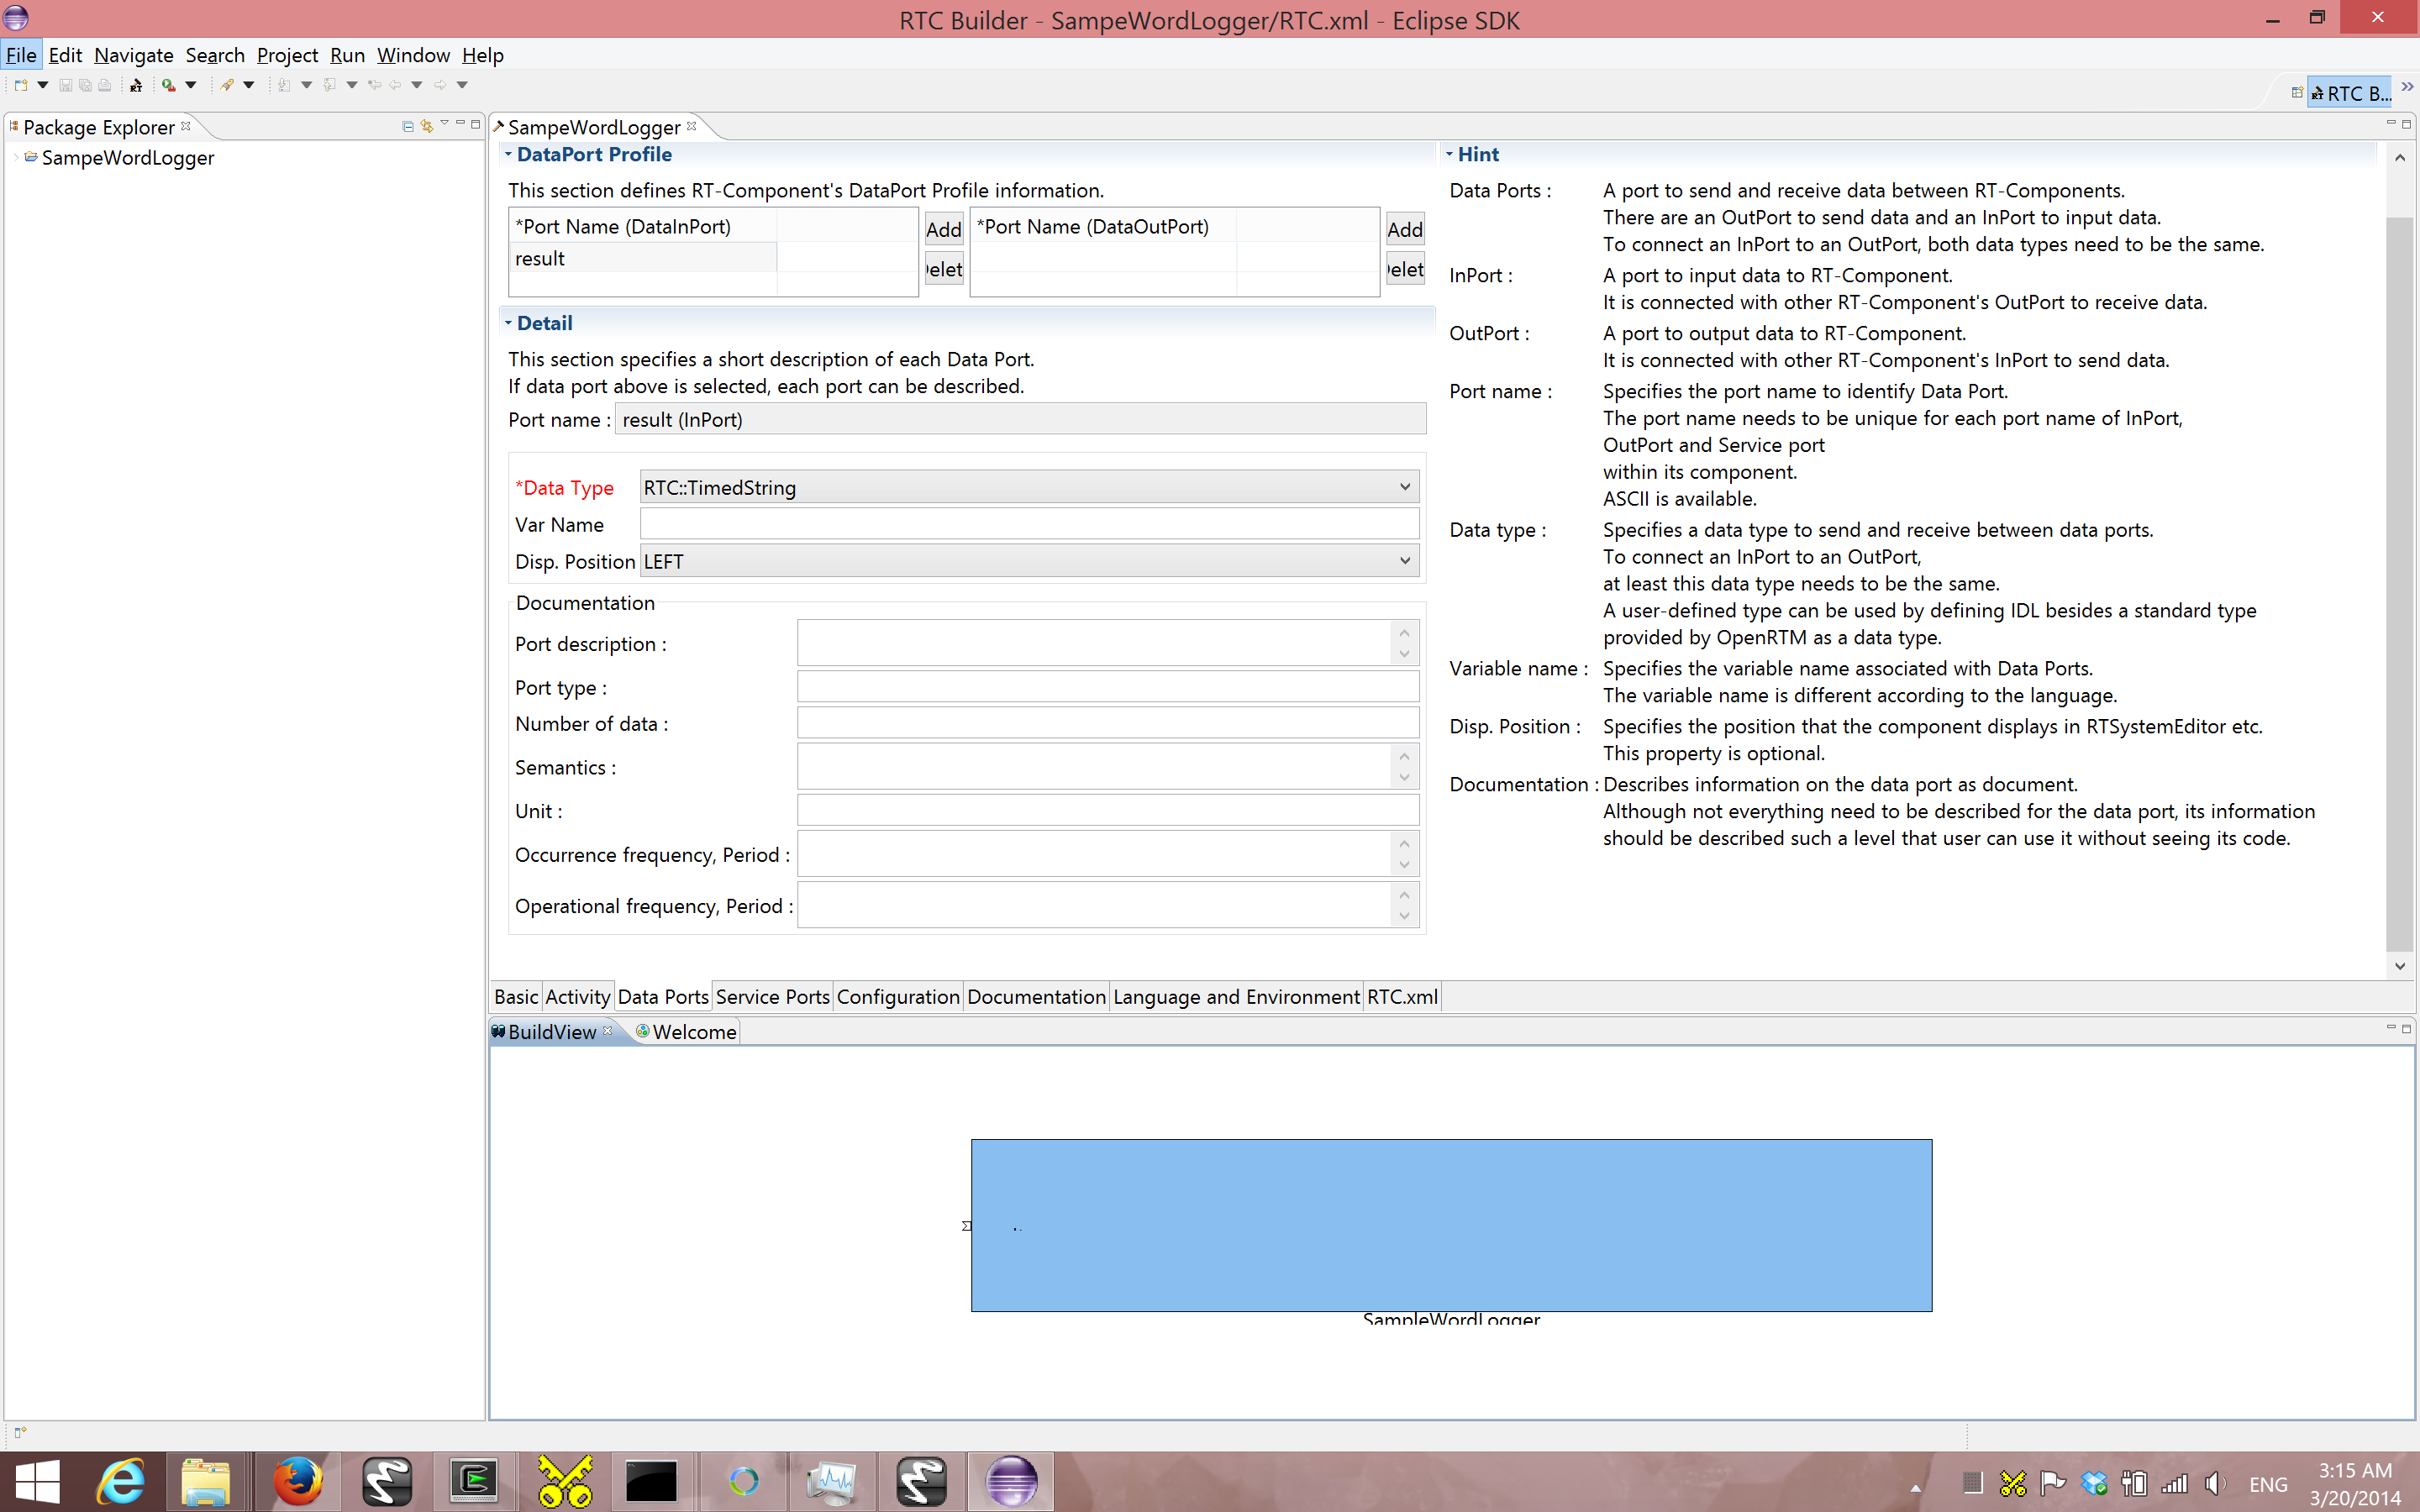 RTC Builder - SampeWordLogger/RTC.xml - Eclipse SDK
File Edit Navigate Search Project Run Window Help
RTC B...
Package Explorer
SampeWordLogger
SampeWordLogger
DataPort Profile
This section defines RT-Component's DataPort Profile information.
*Port Name (DataInPort)
result
Add
elet
*Port Name (DataOutPort)
Add
elet
Detail
This section specifies a short description of each Data Port.
If data port above is selected, each port can be described.
Port name : result (InPort)
*Data Type RTC::TimedString
Var Name
Disp. Position LEFT
Documentation
Port description :
Port type :
Number of data :
Semantics :
Unit :
Occurrence frequency, Period :
Operational frequency, Period :
Hint
Data Ports : A port to send and receive data between RT-Components.
There are an OutPort to send data and an InPort to input data.
To connect an InPort to an OutPort, both data types need to be the same.
InPort : A port to input data to RT-Component.
It is connected with other RT-Component's OutPort to receive data.
OutPort : A port to output data to RT-Component.
It is connected with other RT-Component's InPort to send data.
Port name : Specifies the port name to identify Data Port.
The port name needs to be unique for each port name of InPort,
OutPort and Service port
within its component.
ASCII is available.
Data type : Specifies a data type to send and receive between data ports.
To connect an InPort to an OutPort,
at least this data type needs to be the same.
A user-defined type can be used by defining IDL besides a standard type
provided by OpenRTM as a data type.
Variable name : Specifies the variable name associated with Data Ports.
The variable name is different according to the language.
Disp. Position : Specifies the position that the component displays in RTSystemEditor etc.
This property is optional.
Documentation : Describes information on the data port as document.
Although not everything need to be described for the data port, its information
should be described such a level that user can use it without seeing its code.
Basic Activity Data Ports Service Ports Configuration Documentation Language and Environment RTC.xml
BuildView Welcome
SampleWordLogger
ENG
3:15 AM
3/20/2014